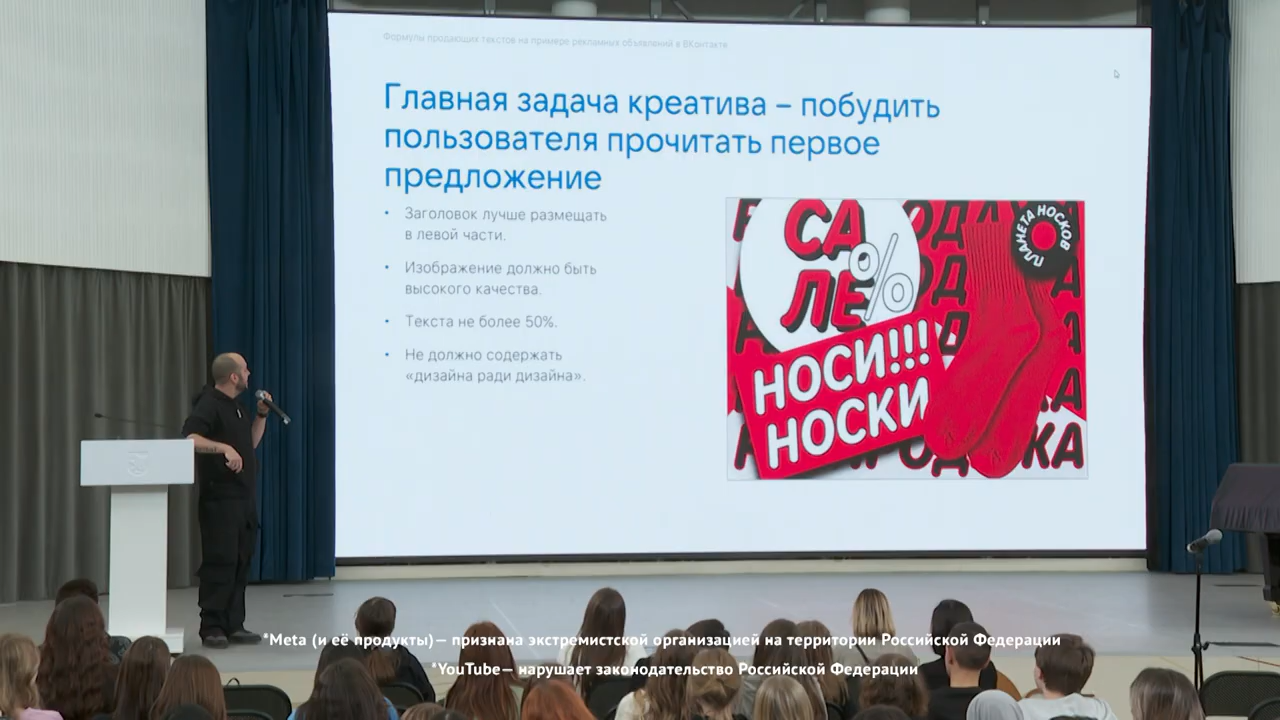 Формулы продающих текстов на примере рекламных объявлений в ВКонтакте
Главная задача креатива – побудить
пользователя прочитать первое
предложение
• Заголовок лучше размещать
в левой части.
• Изображение должно быть
высокого качества.
• Текста не более 50%.
• Не должно содержать
«дизайна ради дизайна».
СА
ЛЕ%
ПЛАНЕТА НОСКОВ
НОСИ!!!
НОСКИ
*Meta (и её продукты)— признана экстремистской организацией на территории Российской Федерации
*YouTube— нарушает законодательство Российской Федерации